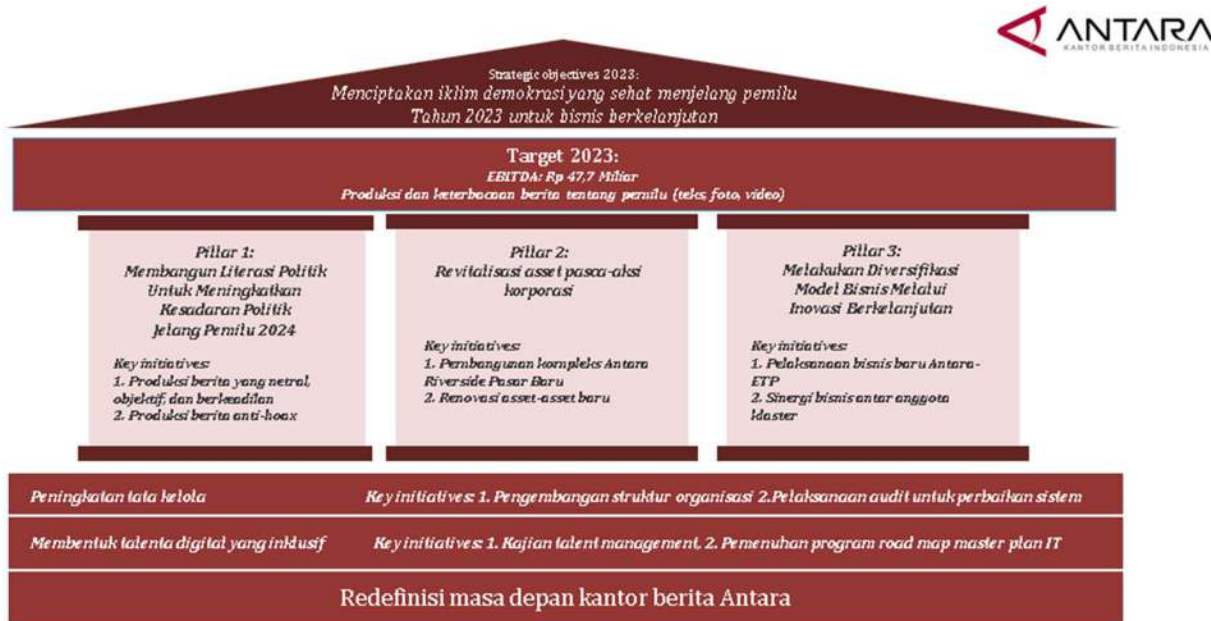 ANTARA
KANTOR BERITA INDONESIA
Strategic objectives 2023:
Menciptakan iklim demokrasi yang sehat menjelang pemilu
Tahun 2023 untuk bisnis berkelanjutan
Target 2023:
EBITDA: Rp 47,7 Miliar
Produksi dan keterbacaan berita tentang pemilu (teks, foto, video)
Pillar 1:
Membangun Literasi Politik
Untuk Meningkatkan
Kesadaran Politik
Jelang Pemilu 2024
Key initiatives:
1. Produksi berita yang netral,
objektif, dan berkeadilan
2. Produksi berita anti-hoax
Pillar 2:
Revitalisasi asset pasca-aksi
korporasi
Key initiatives:
1. Pembangunan kompleks Antara
Riverside Pasar Baru
2. Renovasi asset-asset baru
Pillar 3:
Melakukan Diversifikasi
Model Bisnis Melalui
Inovasi Berkelanjutan
Key initiatives:
1. Pelaksanaan bisnis baru Antara-
ETP
2. Sinergi bisnis antar anggota
klaster
Peningkatan tata kelola Key initiatives: 1. Pengembangan struktur organisasi 2.Pelaksanaan audit untuk perbaikan sistem
Membentuk talenta digital yang inklusif Key initiatives: 1. Kajian talent management, 2. Pemenuhan program road map master plan IT
Redefinisi masa depan kantor berita Antara